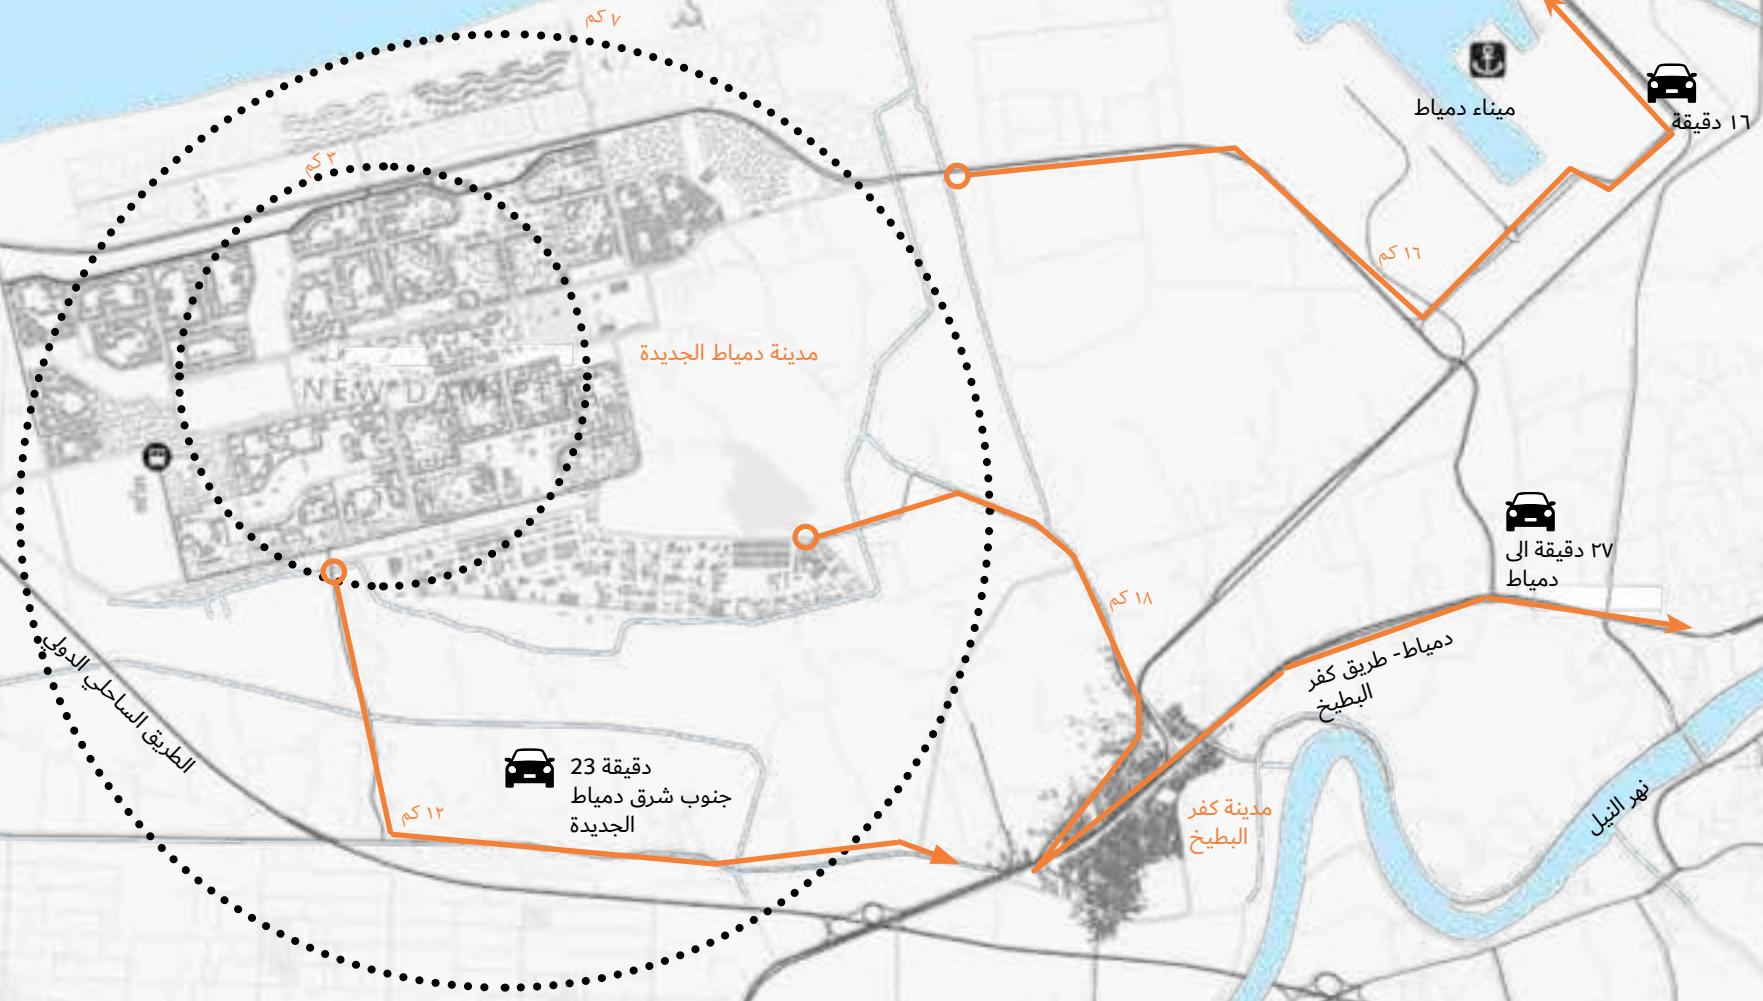 ٧ كم
٣ كم
ميناء دمياط
١٦ دقيقة
١٦ كم
مدينة دمياط الجديدة
NEW DAMIETTA
٢٧ دقيقة الى
دمياط
١٨ كم
دمياط- طريق كفر
البطيخ
الطريق الساحلي الدولي
دقيقة 23
جنوب شرق دمياط
الجديدة
١٢ كم
مدينة كفر
البطيخ
نهر النيل